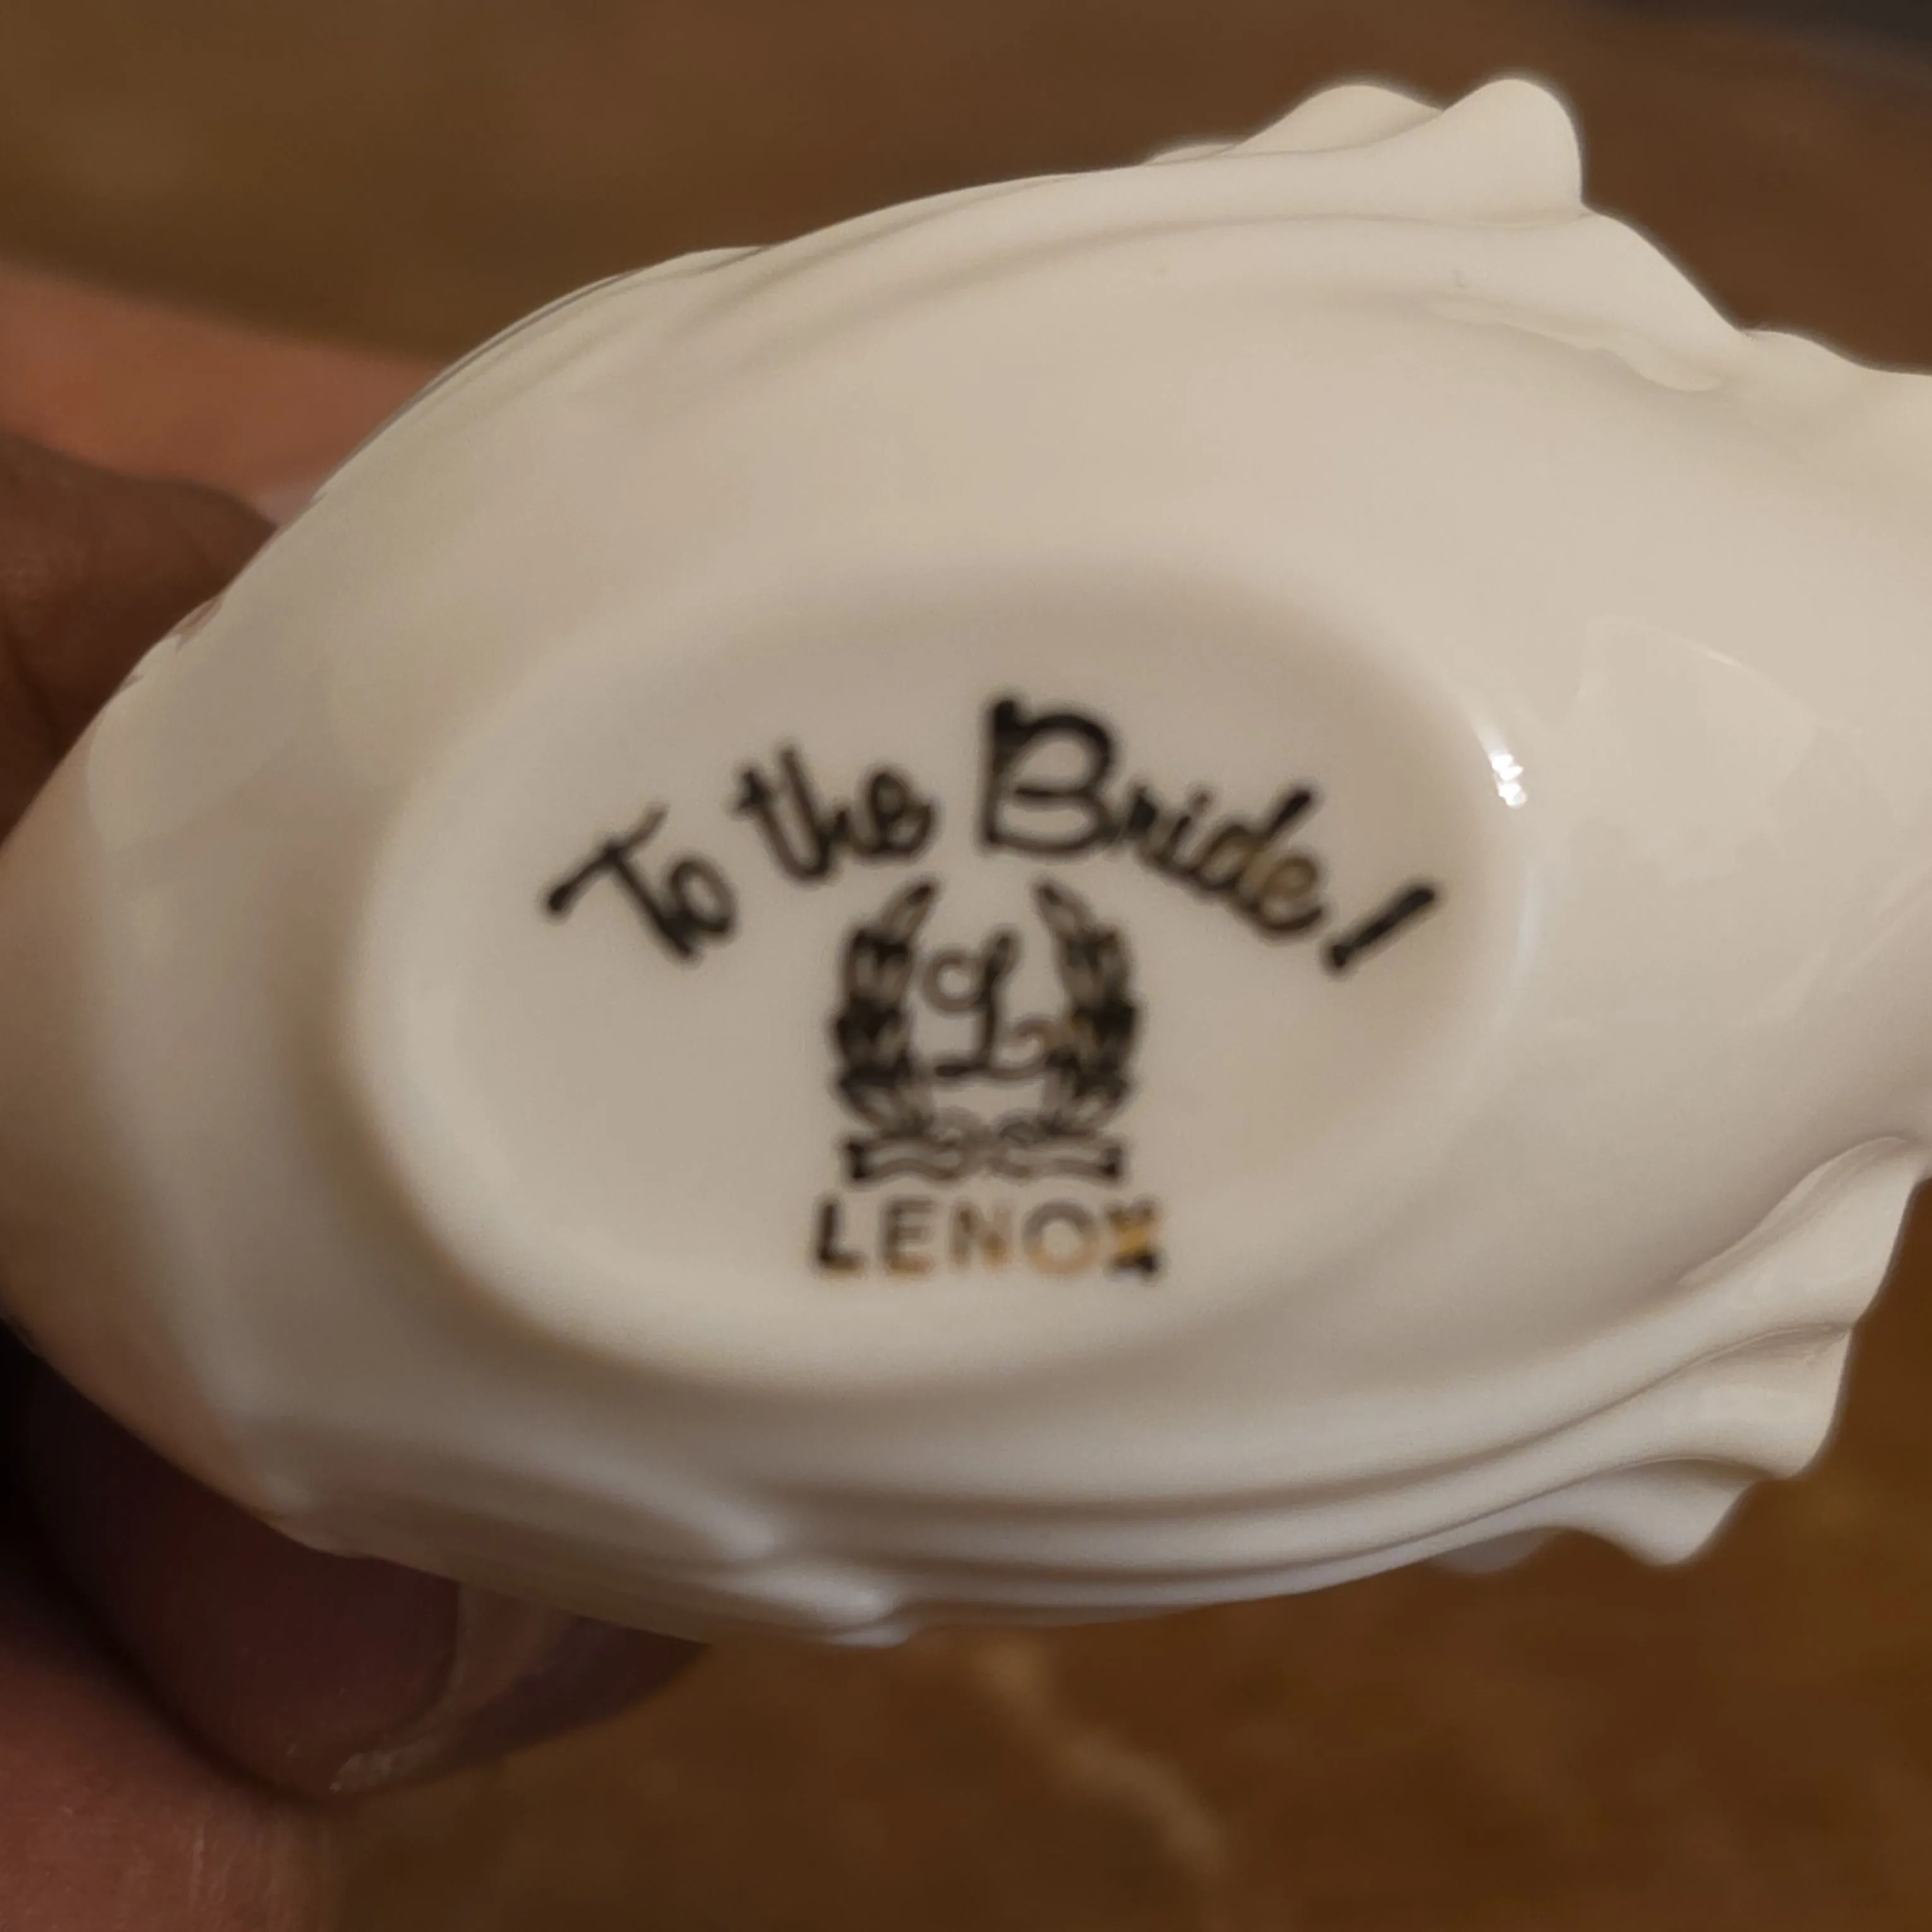 To the Bride!
L
LENOX